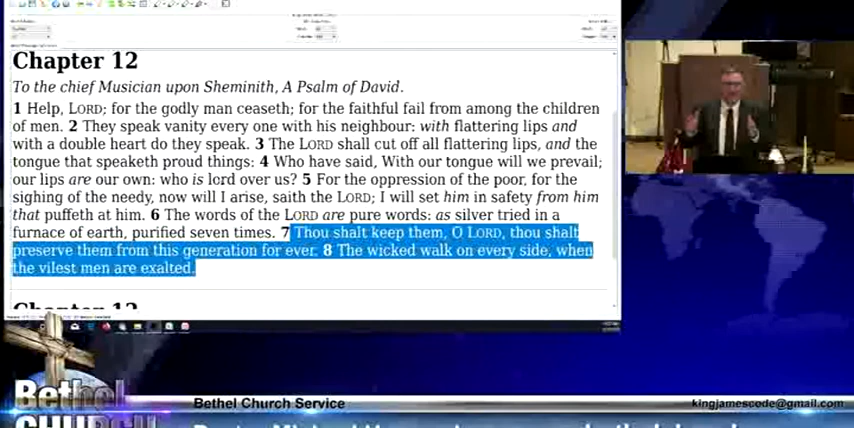 Chapter 12
To the chief Musician upon Sheminith, A Psalm of David.
1 Help, LORD; for the godly man ceaseth; for the faithful fail from among the children
of men. 2 They speak vanity every one with his neighbour: with flattering lips and
with a double heart do they speak. 3 The LORD shall cut off all flattering lips, and the
tongue that speaketh proud things: 4 Who have said, With our tongue will we prevail;
our lips are our own: who is lord over us? 5 For the oppression of the poor, for the
sighing of the needy, now will I arise, saith the LORD; I will set him in safety from him
that puffeth at him. 6 The words of the LORD are pure words: as silver tried in a
furnace of earth, purified seven times. 7 Thou shalt keep them, O LORD, thou shalt
preserve them from this generation for ever. 8 The wicked walk on every side, when
the vilest men are exalted.
Chapter 12
Bethel
CHURCH
Bethel Church Service
kingjamescode@gmail.com